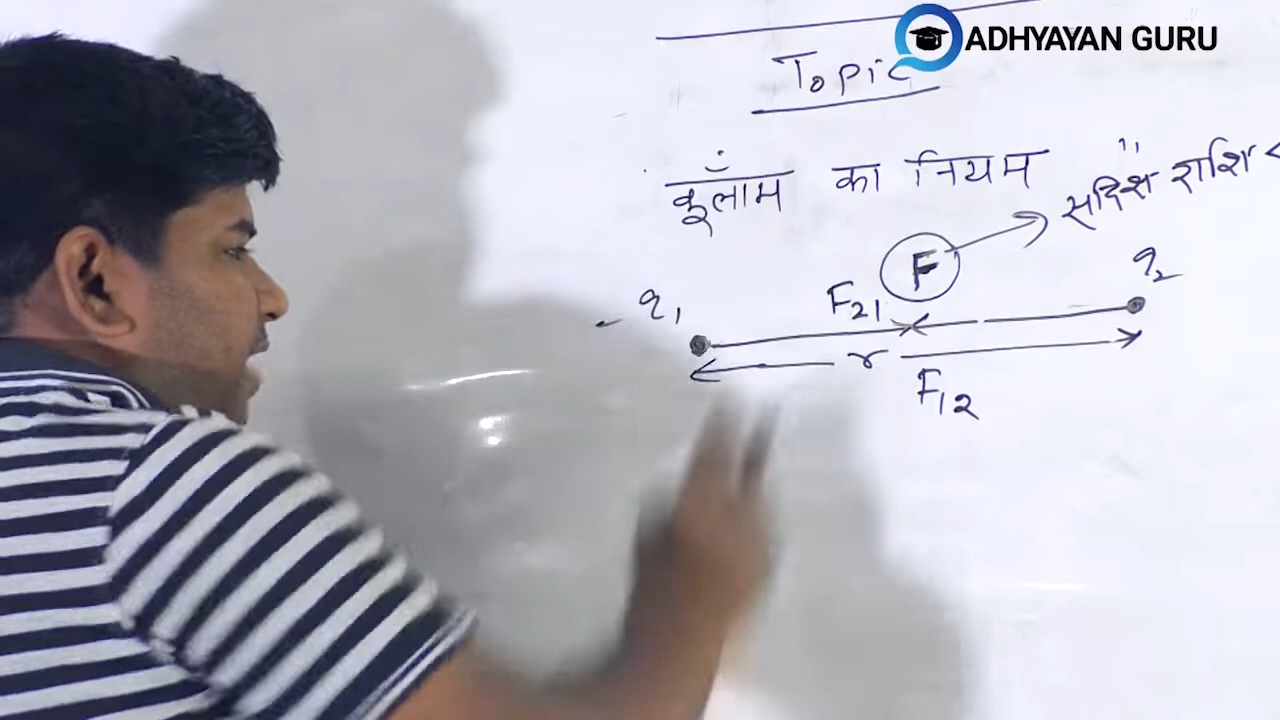 ADHYAYAN GURU
Topic
कूलॉम का नियम
सदिश राशि
F
q₁ F₂₁ q₂
r
F₁₂